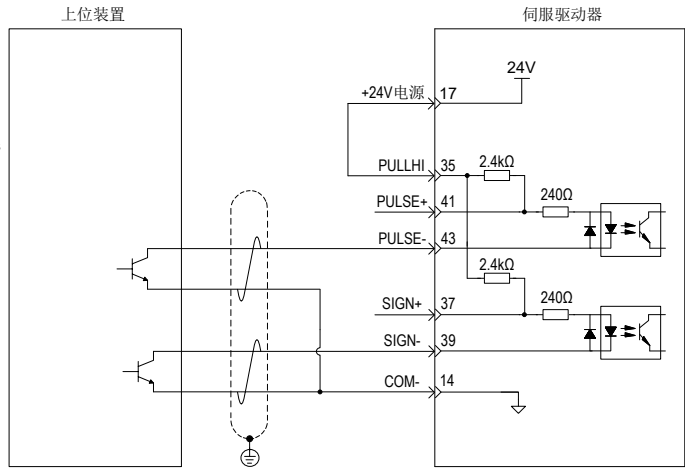 上位装置
伺服驱动器
24V
+24V电源 17
PULLHI 35 2.4kΩ
PULSE+ 41 240Ω
PULSE- 43
2.4kΩ
SIGN+ 37 240Ω
SIGN- 39
COM- 14